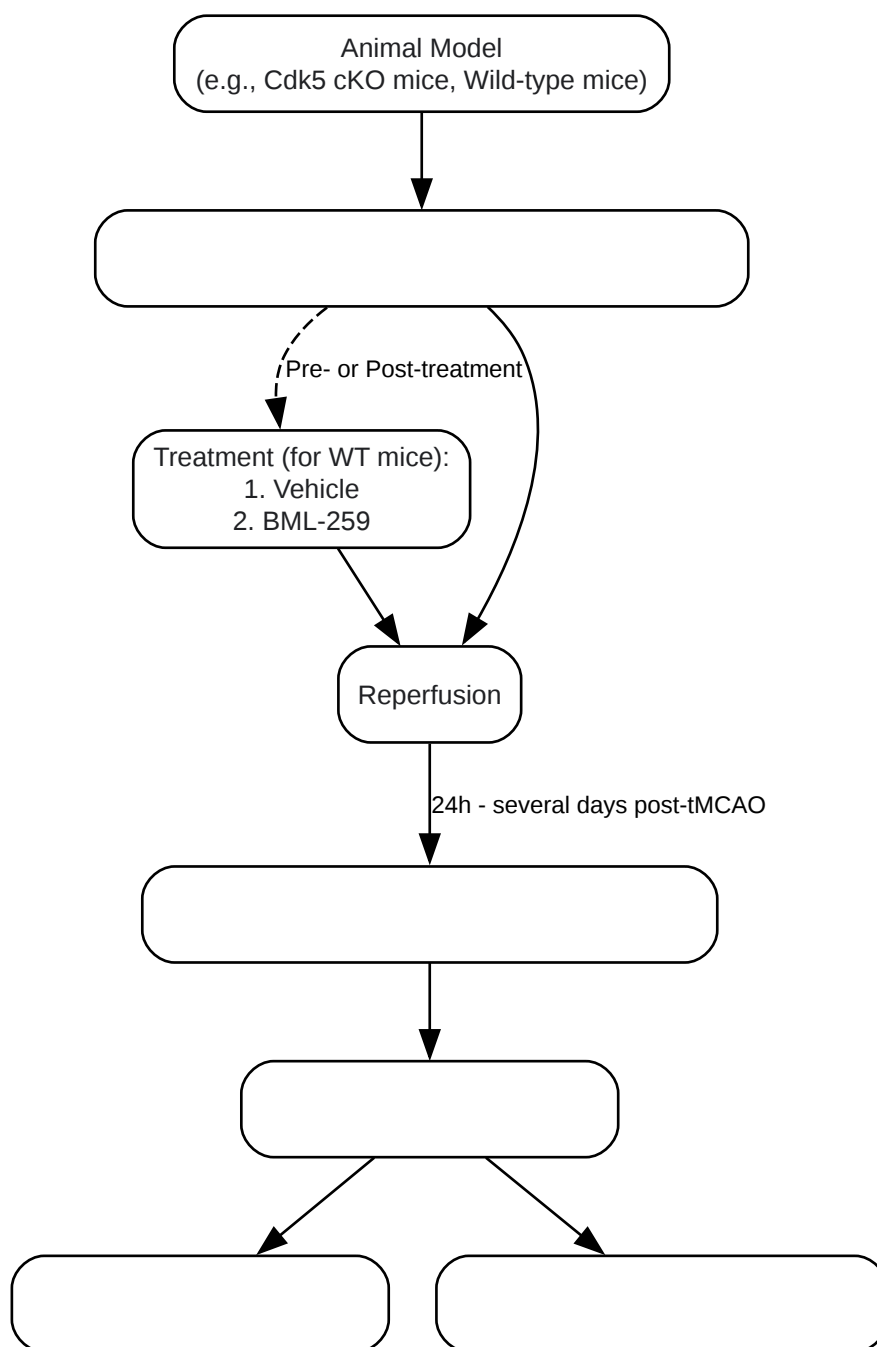 Animal Model
(e.g., Cdk5 cKO mice, Wild-type mice)
Pre- or Post-treatment
Treatment (for WT mice):
1. Vehicle
2. BML-259
Reperfusion
24h - several days post-tMCAO